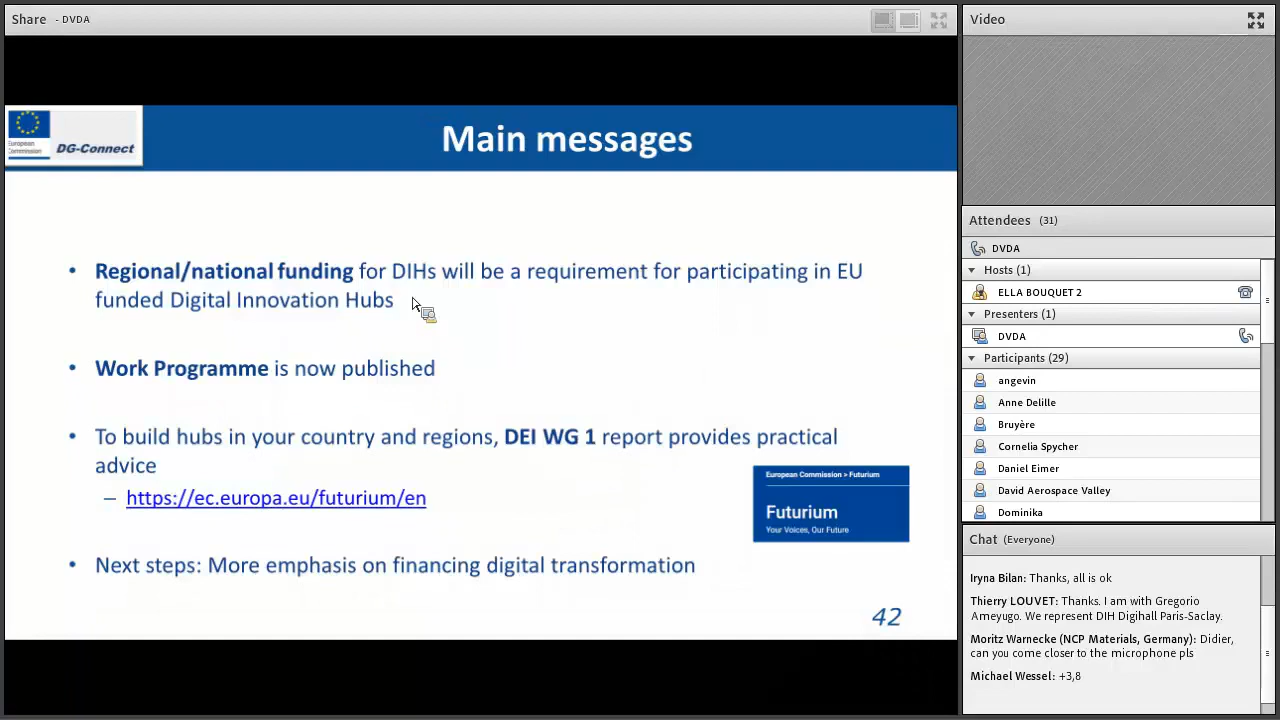 Share - DVDA
European
Commission
DG-Connect
Main messages
• Regional/national funding for DIHs will be a requirement for participating in EU
funded Digital Innovation Hubs
• Work Programme is now published
• To build hubs in your country and regions, DEI WG 1 report provides practical
advice
– https://ec.europa.eu/futurium/en
European Commission > Futurium
Futurium
Your Voices, Our Future
• Next steps: More emphasis on financing digital transformation
42
Video
Attendees (31)
DVDA
Hosts (1)
ELLA BOUQUET 2
Presenters (1)
DVDA
Participants (29)
angevin
Anne Delille
Bruyère
Cornelia Spycher
Daniel Eimer
David Aerospace Valley
Dominika
Chat (Everyone)
Iryna Bilan: Thanks, all is ok
Thierry LOUVET: Thanks. I am with Gregorio
Ameyugo. We represent DIH Digihall Paris-Saclay.
Moritz Warnecke (NCP Materials, Germany): Didier,
can you come closer to the microphone pls
Michael Wessel: +3,8